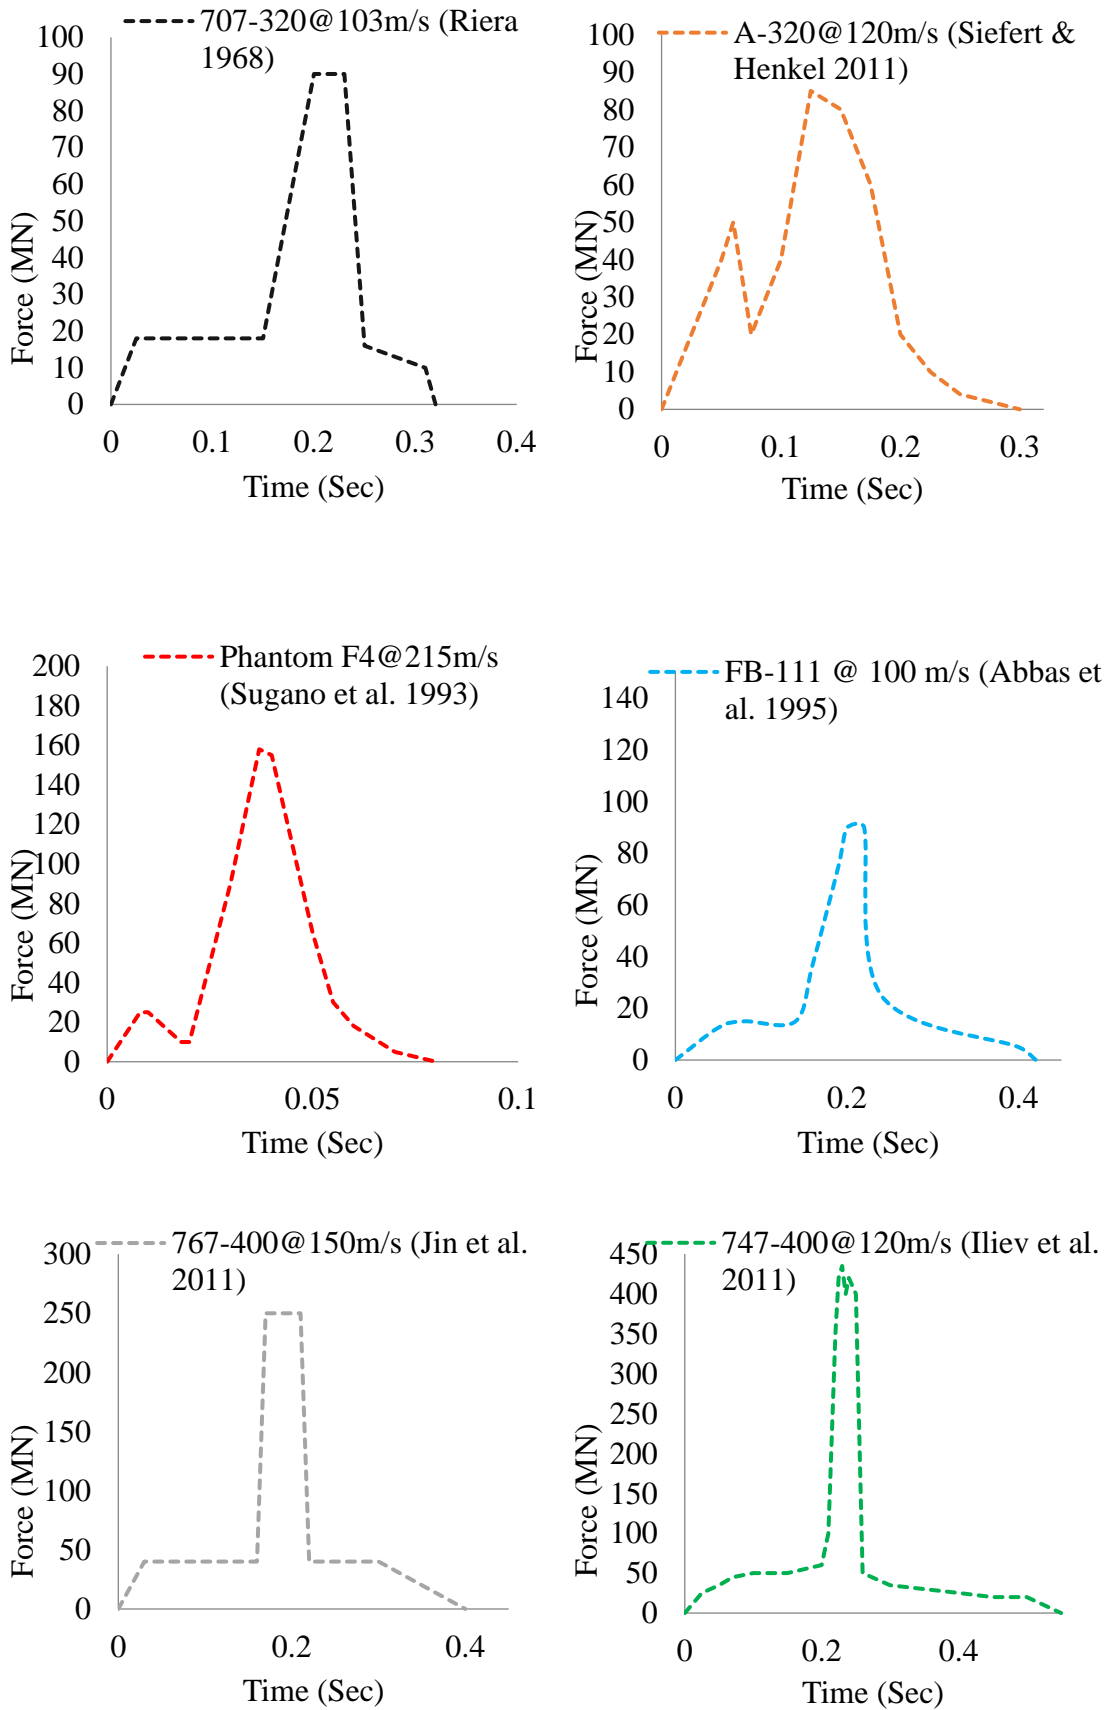 707-320@103m/s (Riera
1968)
100
90
80
70
60
50
40
30
20
10
0
Force (MN)
0 0.1 0.2 0.3 0.4
Time (Sec)
A-320@120m/s (Siefert &
Henkel 2011)
100
90
80
70
60
50
40
30
20
10
0
Force (MN)
0 0.1 0.2 0.3
Time (Sec)
Phantom F4@215m/s
(Sugano et al. 1993)
200
180
160
140
120
100
80
60
40
20
0
Force (MN)
0 0.05 0.1
Time (Sec)
FB-111 @ 100 m/s (Abbas et
al. 1995)
140
120
100
80
60
40
20
0
Force (MN)
0 0.2 0.4
Time (Sec)
767-400@150m/s (Jin et al.
2011)
300
250
200
150
100
50
0
Force (MN)
0 0.2 0.4
Time (Sec)
747-400@120m/s (Iliev et al.
2011)
450
400
350
300
250
200
150
100
50
0
Force (MN)
0 0.2 0.4
Time (Sec)